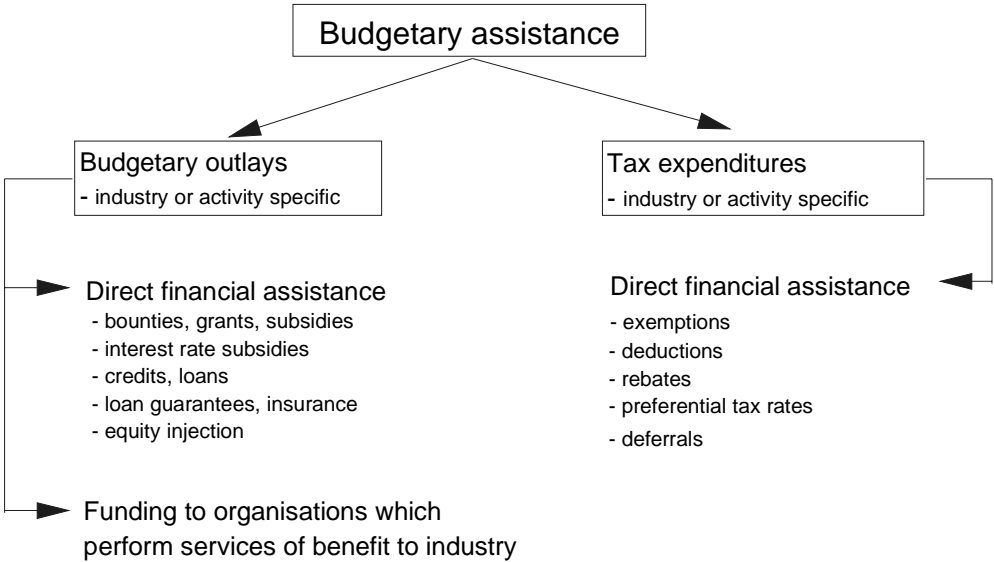 Budgetary assistance
Budgetary outlays
- industry or activity specific
Direct financial assistance
- bounties, grants, subsidies
- interest rate subsidies
- credits, loans
- loan guarantees, insurance
- equity injection
Funding to organisations which
perform services of benefit to industry
Tax expenditures
- industry or activity specific
Direct financial assistance
- exemptions
- deductions
- rebates
- preferential tax rates
- deferrals